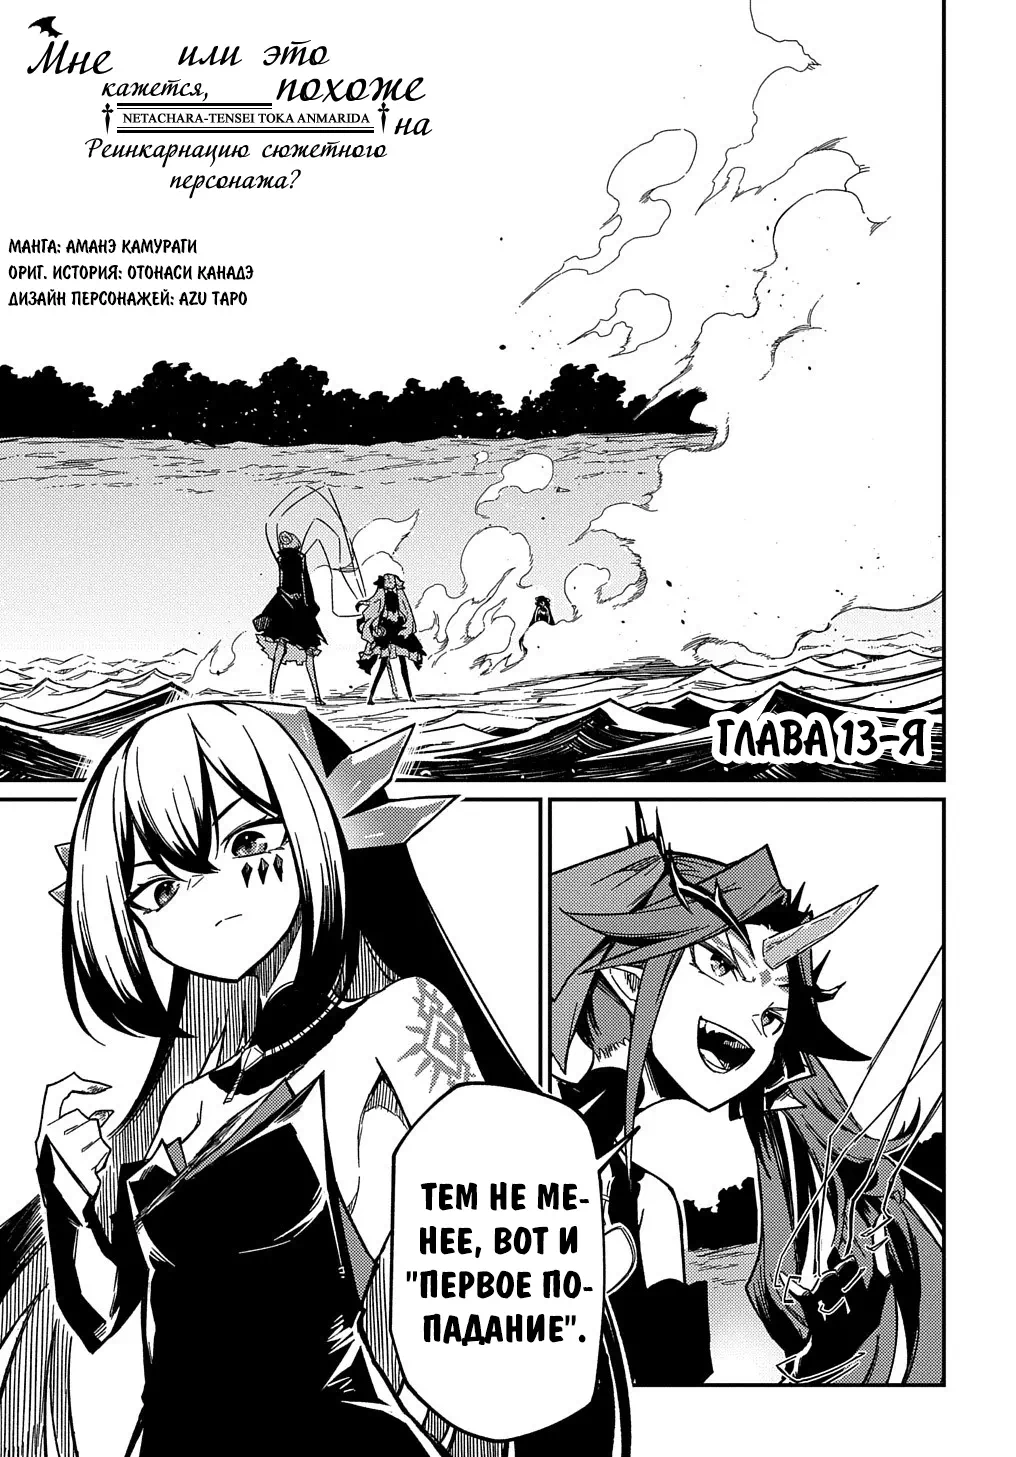 Мне или это
кажется, похоже
NETACHARA-TENSEI TOKA ANMARIDA
на
Реинкарнацию сюжетного
персонажа?
МАНГА: АМАНЭ КАМУРАГИ
ОРИГ. ИСТОРИЯ: ОТОНАСИ КАНАДЭ
ДИЗАЙН ПЕРСОНАЖЕЙ: AZU ТАРО
ГЛАВА 13-Я
ТЕМ НЕ МЕ-
НЕЕ, ВОТ И
"ПЕРВОЕ ПО-
ПАДАНИЕ".